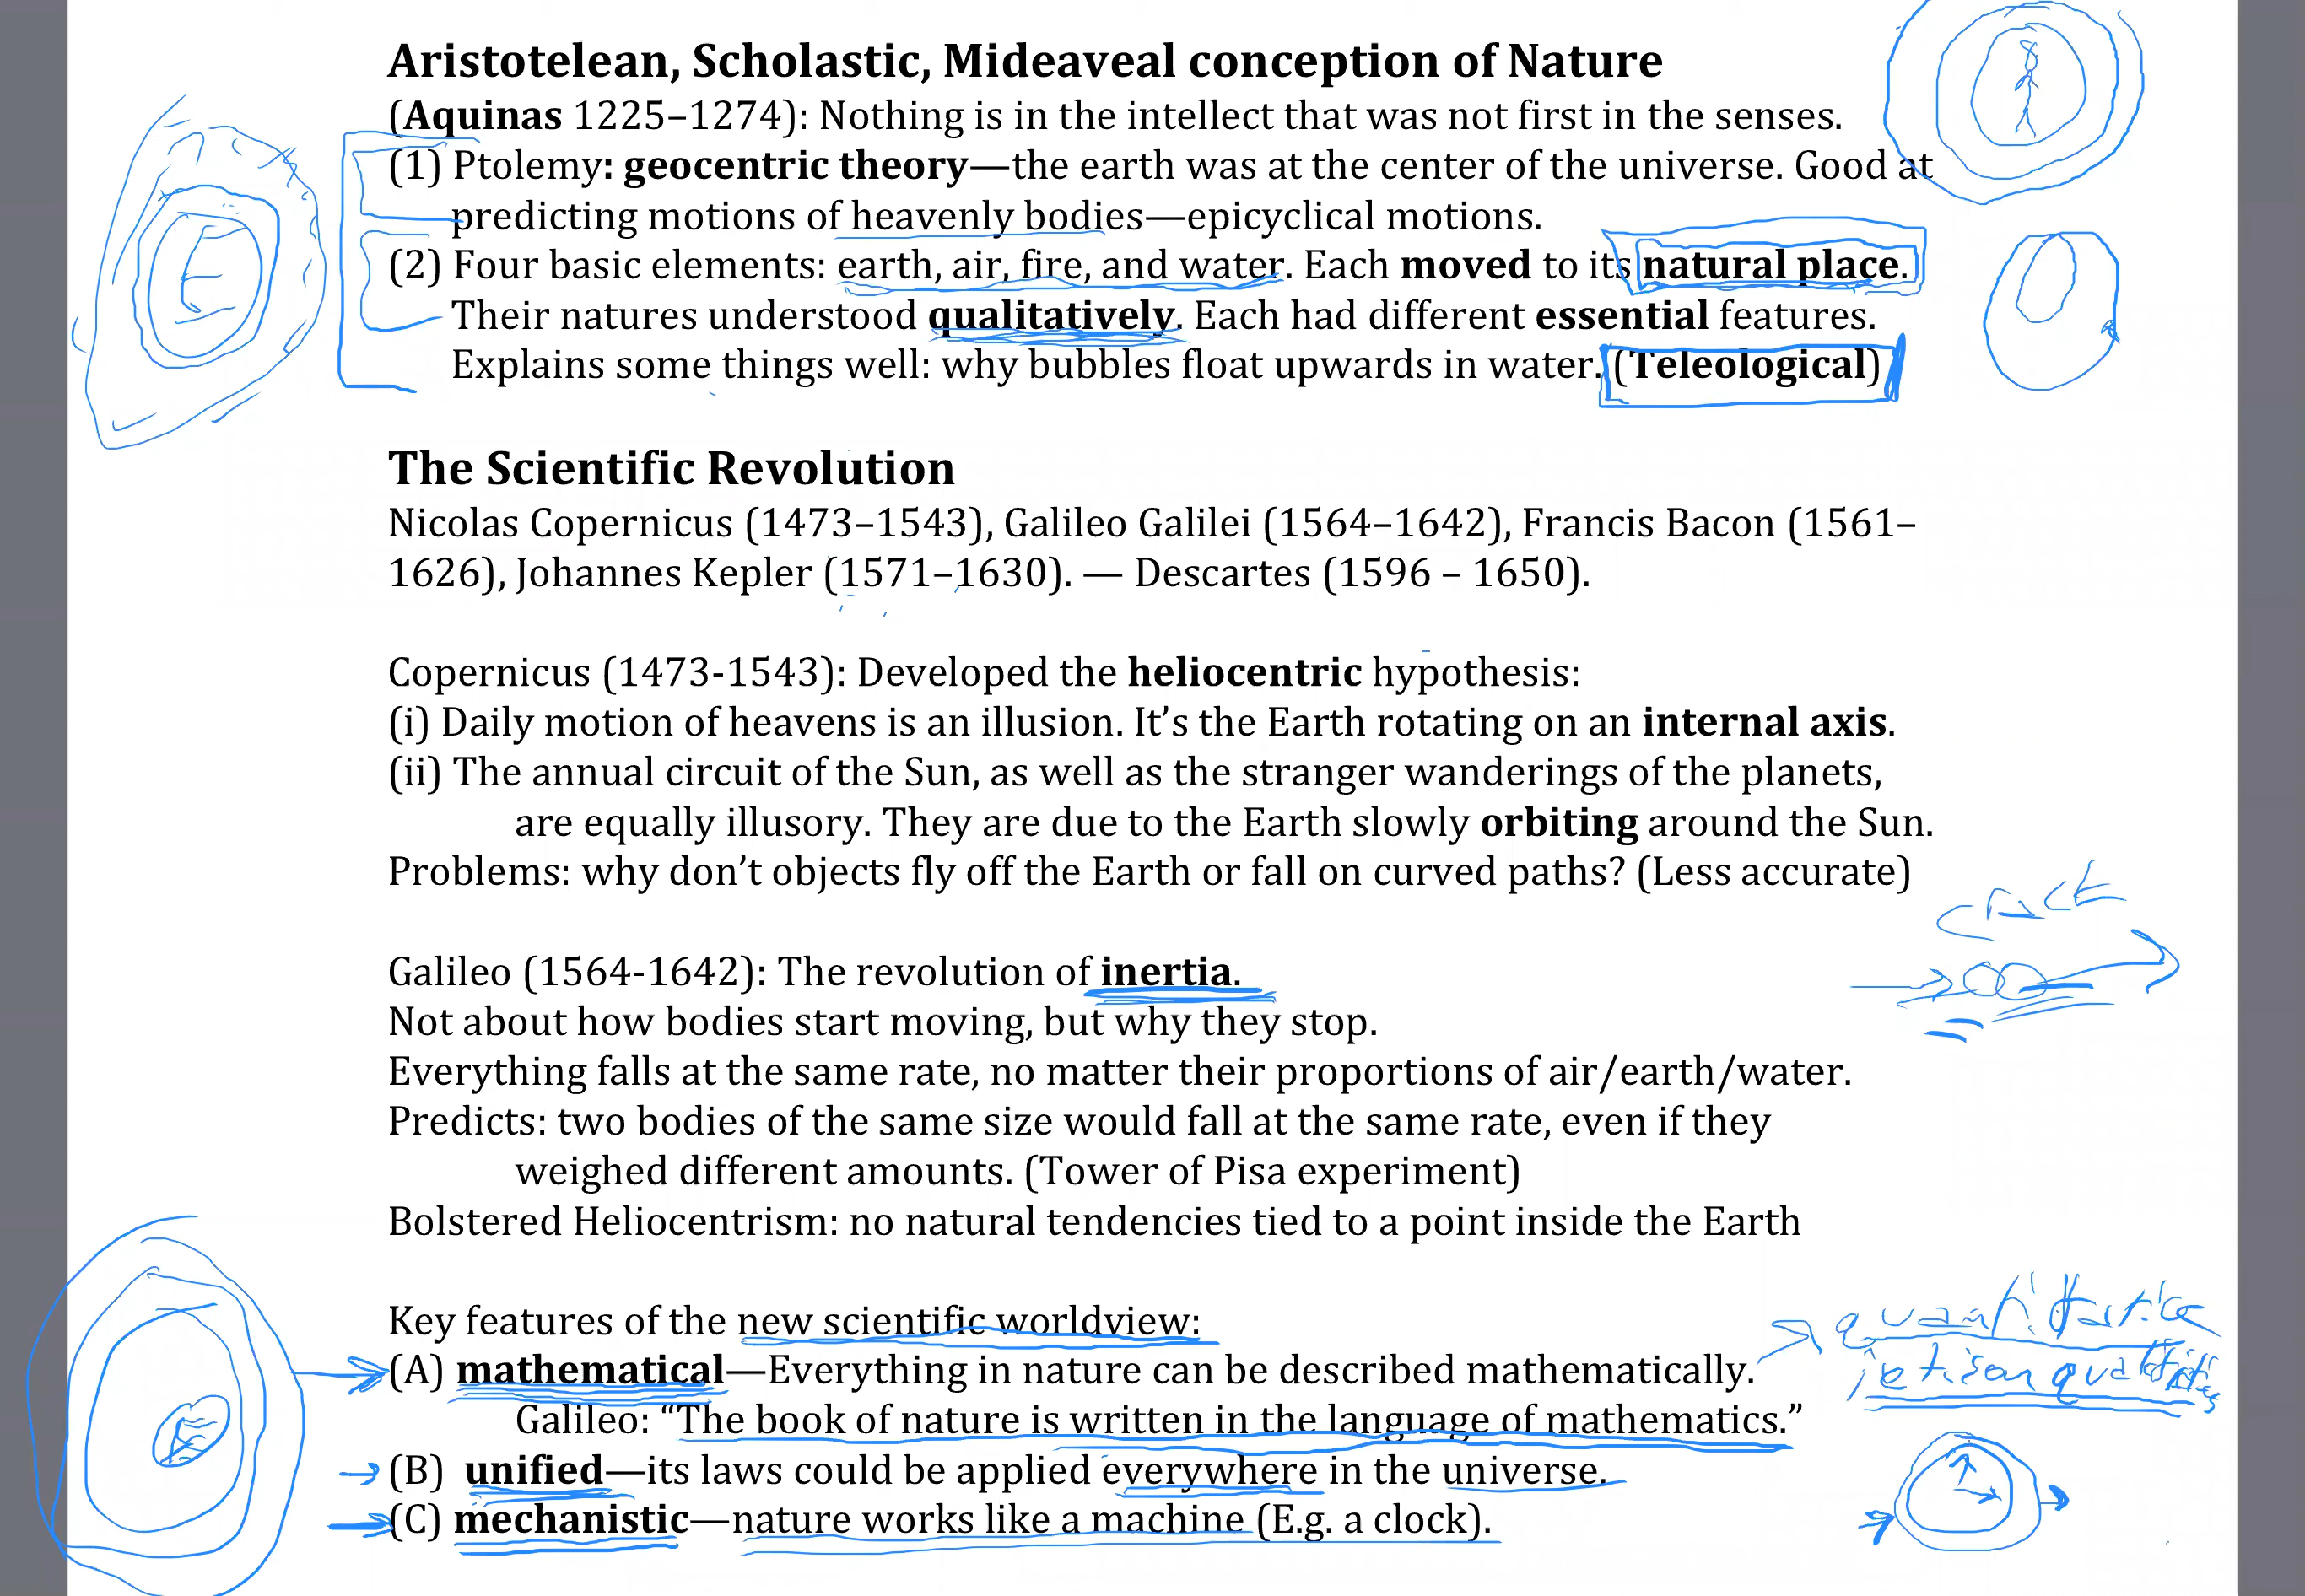 Aristotelean, Scholastic, Mideaveal conception of Nature
(Aquinas 1225–1274): Nothing is in the intellect that was not first in the senses.
(1) Ptolemy: geocentric theory—the earth was at the center of the universe. Good at
predicting motions of heavenly bodies—epicyclical motions.
(2) Four basic elements: earth, air, fire, and water. Each moved to its natural place.
Their natures understood qualitatively. Each had different essential features.
Explains some things well: why bubbles float upwards in water. (Teleological)
The Scientific Revolution
Nicolas Copernicus (1473–1543), Galileo Galilei (1564–1642), Francis Bacon (1561–
1626), Johannes Kepler (1571–1630). — Descartes (1596 – 1650).
Copernicus (1473-1543): Developed the heliocentric hypothesis:
(i) Daily motion of heavens is an illusion. It’s the Earth rotating on an internal axis.
(ii) The annual circuit of the Sun, as well as the stranger wanderings of the planets,
are equally illusory. They are due to the Earth slowly orbiting around the Sun.
Problems: why don’t objects fly off the Earth or fall on curved paths? (Less accurate)
Galileo (1564-1642): The revolution of inertia.
Not about how bodies start moving, but why they stop.
Everything falls at the same rate, no matter their proportions of air/earth/water.
Predicts: two bodies of the same size would fall at the same rate, even if they
weighed different amounts. (Tower of Pisa experiment)
Bolstered Heliocentrism: no natural tendencies tied to a point inside the Earth
Key features of the new scientific worldview:
(A) mathematical—Everything in nature can be described mathematically.
Galileo: “The book of nature is written in the language of mathematics.”
(B) unified—its laws could be applied everywhere in the universe.
(C) mechanistic—nature works like a machine (E.g. a clock).
E